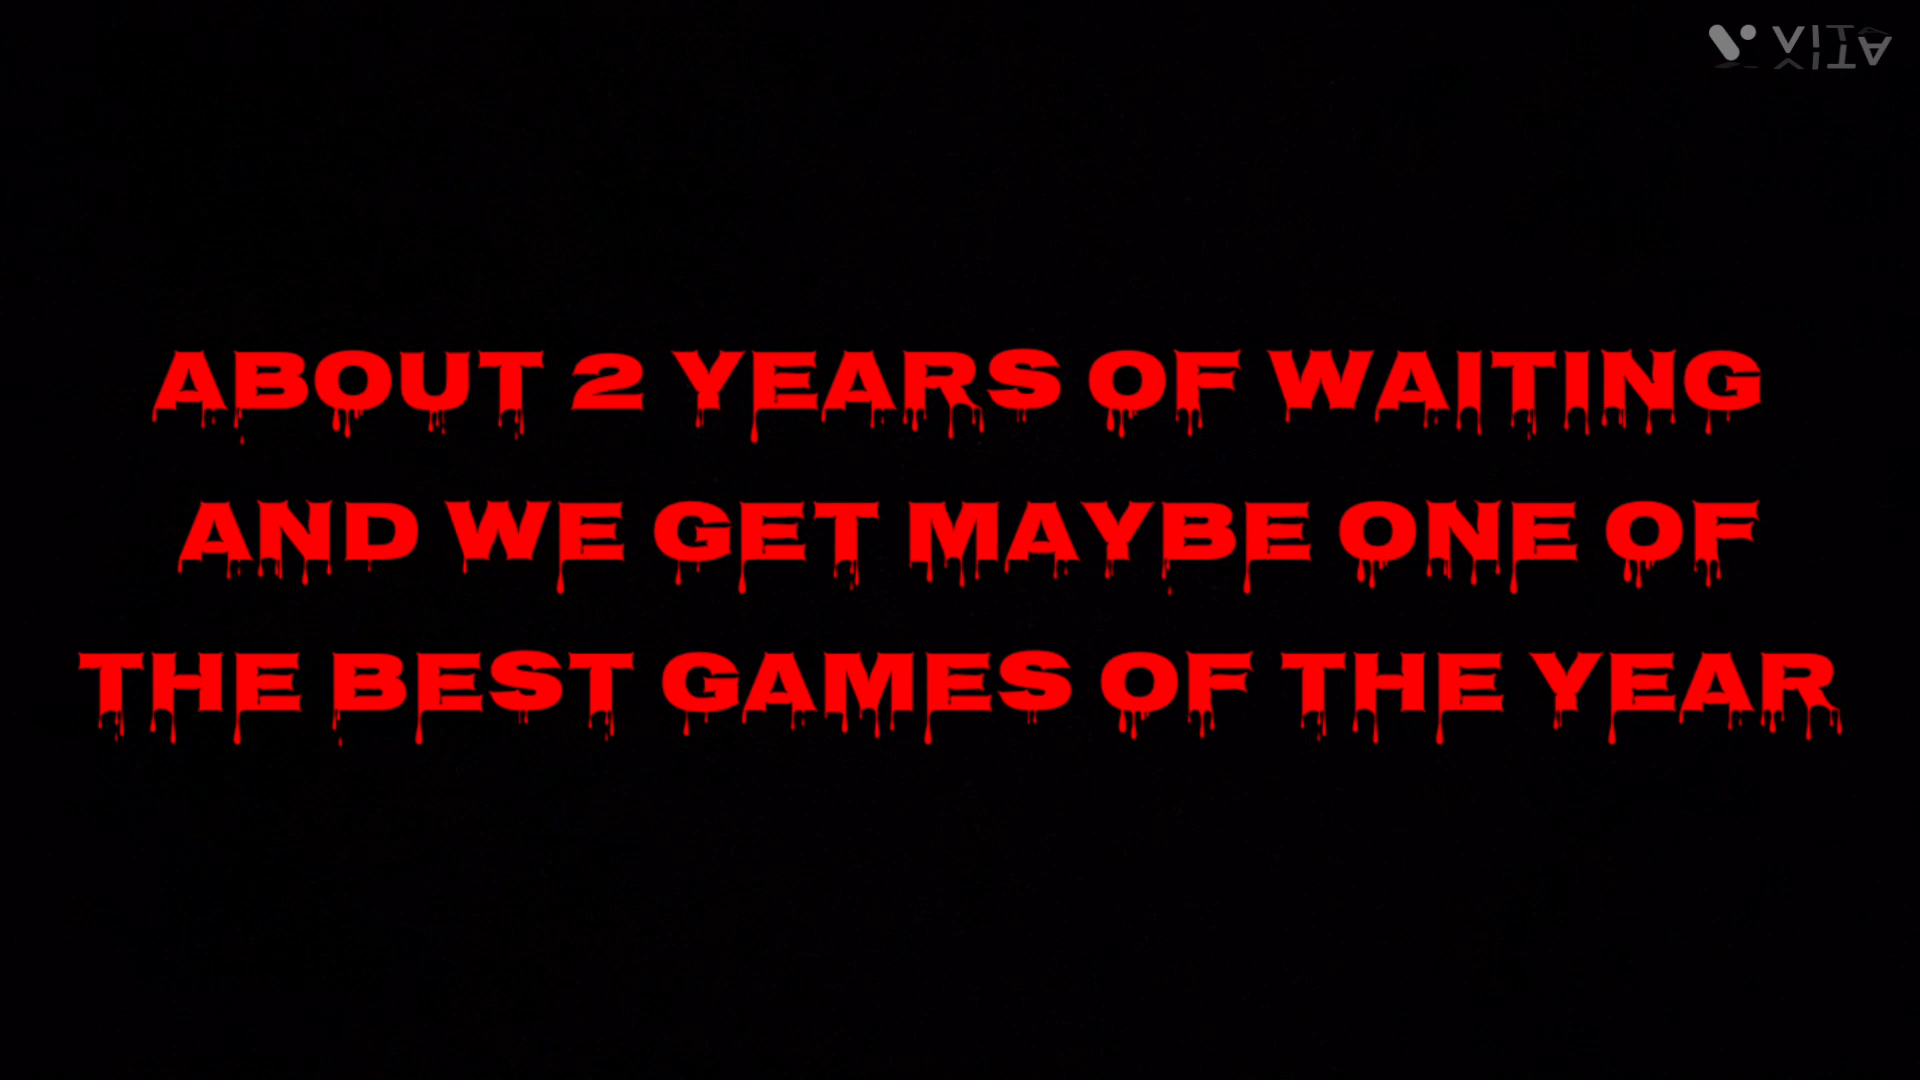 VITA
ABOUT 2 YEARS OF WAITING
AND WE GET MAYBE ONE OF
THE BEST GAMES OF THE YEAR